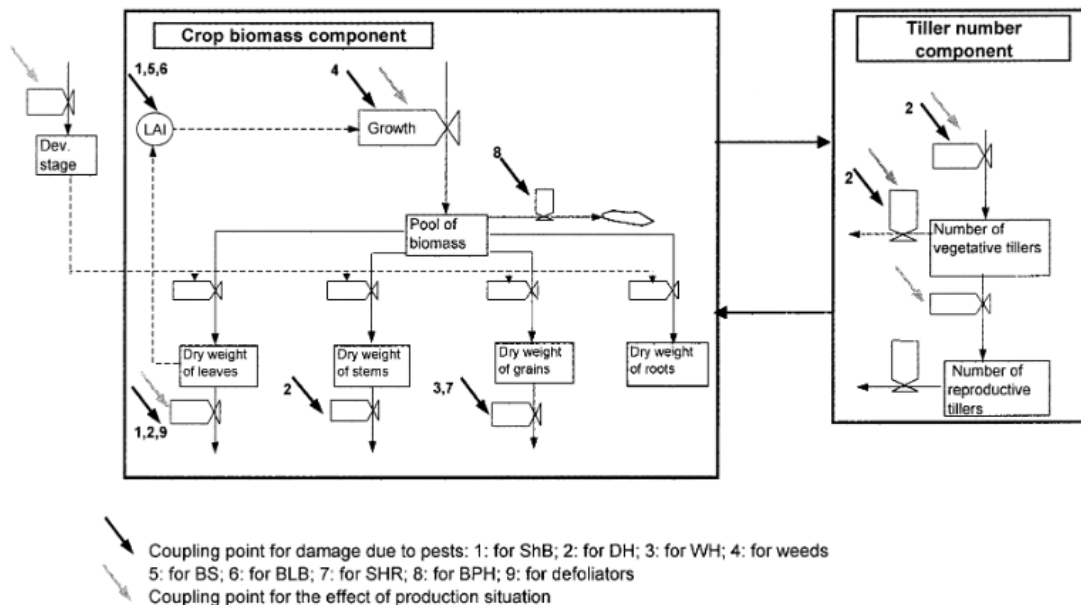 Crop biomass component
Tiller number
component
1,5,6
4
LAI
Growth
Dev.
stage
8
2
2
Pool of
biomass
Number of
vegetative tillers
Dry weight
of leaves
Dry weight
of stems
Dry weight
of grains
Dry weight
of roots
Number of
reproductive
tillers
1,2,9
2
3,7
Coupling point for damage due to pests: 1: for ShB; 2: for DH; 3: for WH; 4: for weeds
5: for BS; 6: for BLB; 7: for SHR; 8: for BPH; 9: for defoliators
Coupling point for the effect of production situation